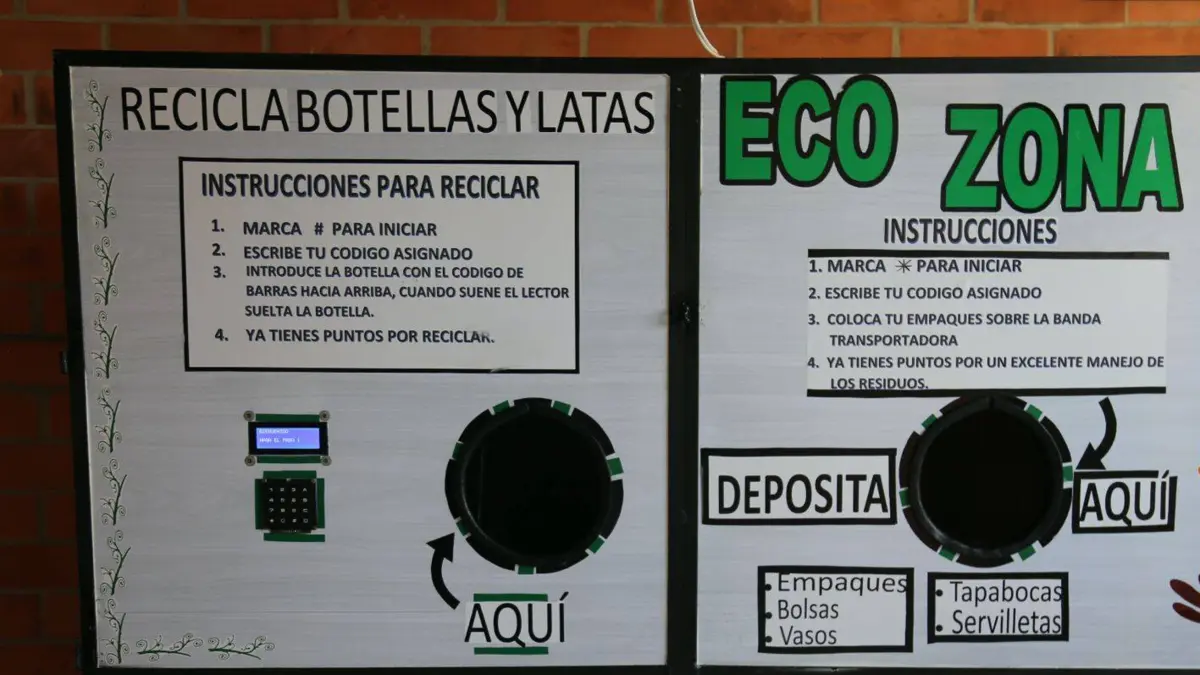 RECICLA BOTELLAS Y LATAS
INSTRUCCIONES PARA RECICLAR
1. MARCA # PARA INICIAR
2. ESCRIBE TU CODIGO ASIGNADO
3. INTRODUCE LA BOTELLA CON EL CODIGO DE
BARRAS HACIA ARRIBA, CUANDO SUENE EL LECTOR
SUELTA LA BOTELLA.
4. YA TIENES PUNTOS POR RECICLAR.
AQUÍ
ECO ZONA
INSTRUCCIONES
1. MARCA ✳ PARA INICIAR
2. ESCRIBE TU CODIGO ASIGNADO
3. COLOCA TU EMPAQUES SOBRE LA BANDA
TRANSPORTADORA
4. YA TIENES PUNTOS POR UN EXCELENTE MANEJO DE
LOS RESIDUOS.
DEPOSITA
AQUÍ
• Empaques
• Bolsas
• Vasos
• Tapabocas
• Servilletas